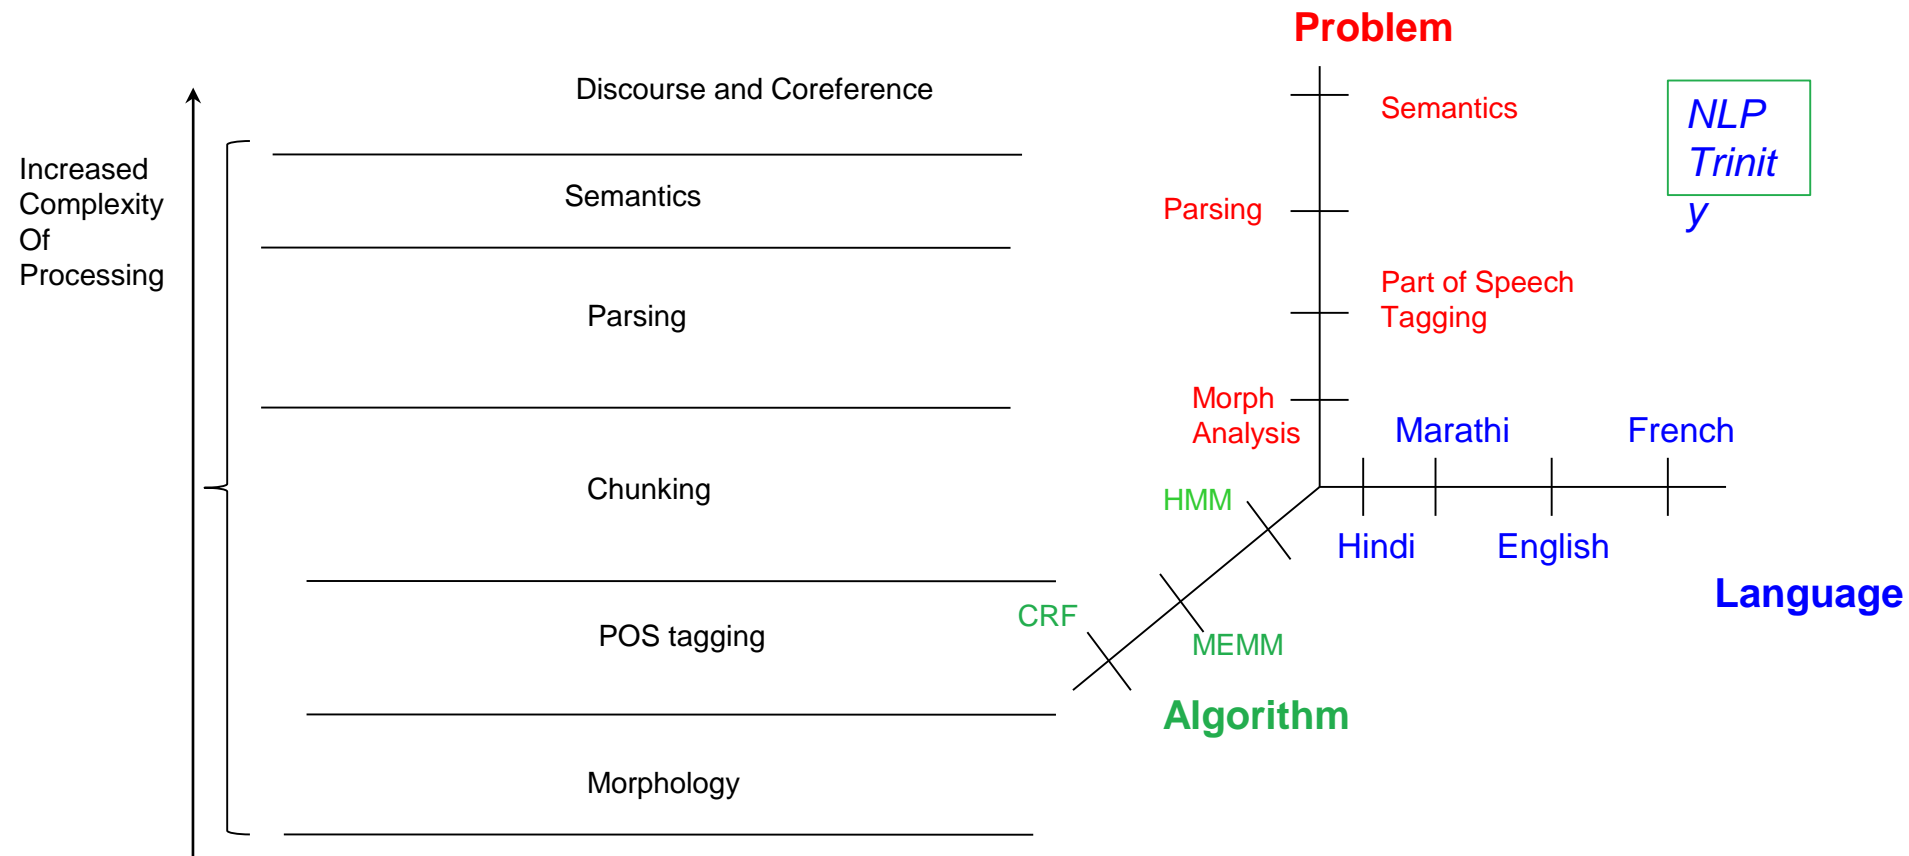 Increased
Complexity
Of
Processing
Discourse and Coreference
Semantics
Parsing
Chunking
POS tagging
Morphology
Problem
Semantics
Parsing
Part of Speech
Tagging
Morph
Analysis
Marathi
French
Hindi
English
Language
HMM
CRF
MEMM
Algorithm
NLP
Trinit
y